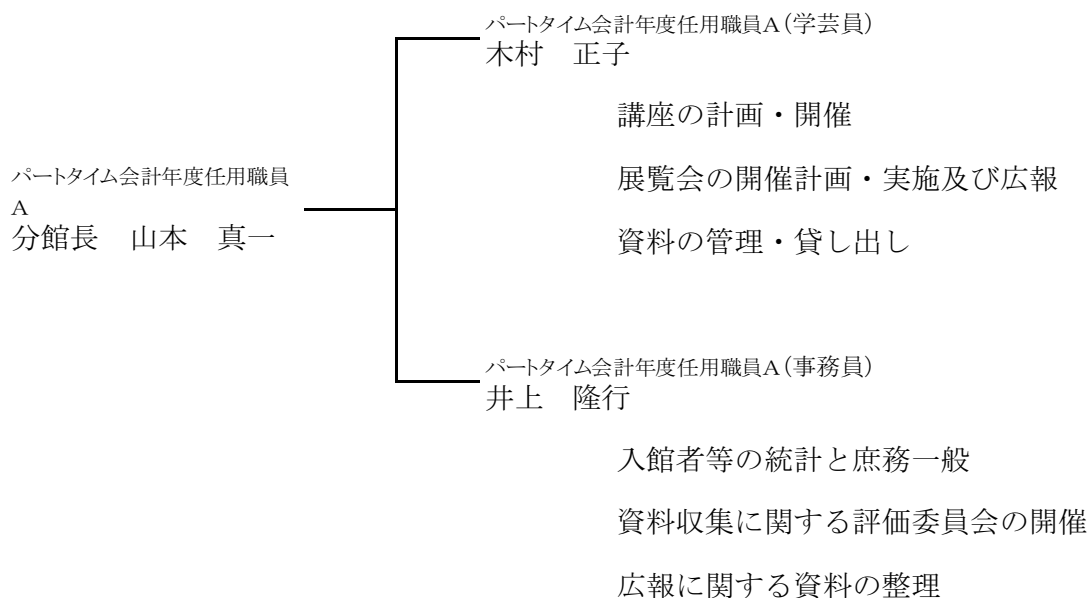 パートタイム会計年度任用職員A(学芸員)
木村　正子
講座の計画・開催
展覧会の開催計画・実施及び広報
資料の管理・貸し出し
パートタイム会計年度任用職員
A
分館長　山本　真一
パートタイム会計年度任用職員A(事務員)
井上　隆行
入館者等の統計と庶務一般
資料収集に関する評価委員会の開催
広報に関する資料の整理